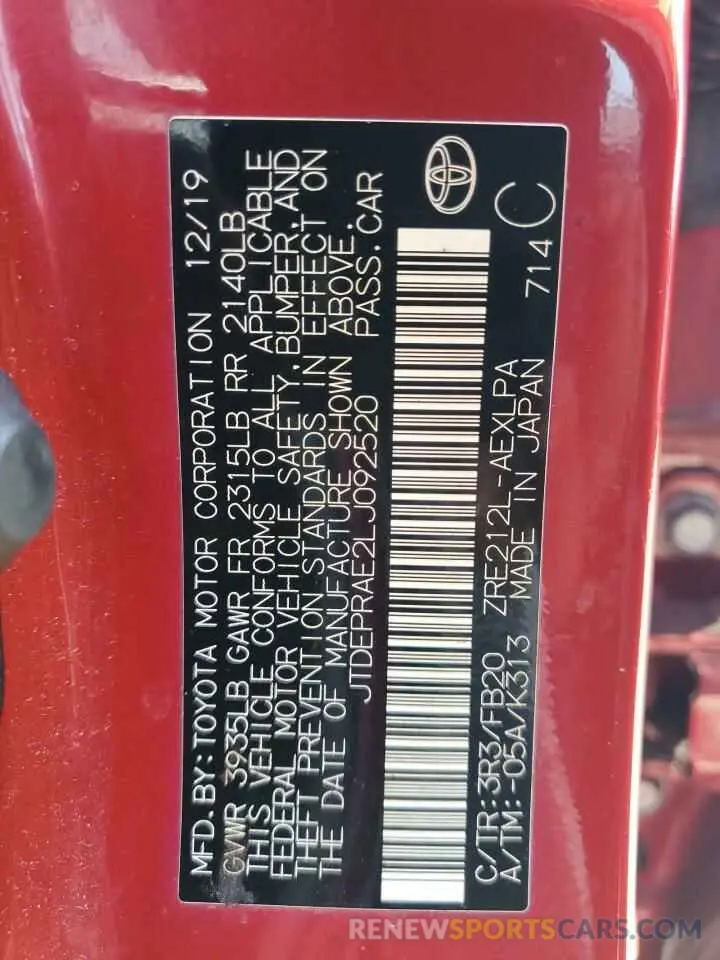 MFD. BY: TOYOTA MOTOR CORPORATION 12/19
GVWR 3935LB GAWR FR 2315LB RR 2140LB
THIS VEHICLE CONFORMS TO ALL APPLICABLE
FEDERAL MOTOR VEHICLE SAFETY, BUMPER, AND
THEFT PREVENTION STANDARDS IN EFFECT ON
THE DATE OF MANUFACTURE SHOWN ABOVE.
JTDEPRAE2LJ092520 PASS. CAR
C/TR: 3R3/FB20 ZRE212L-AEXLPA 714 C
A/TM: -05A/K313 MADE IN JAPAN
RENEWSPORTSCARS.COM